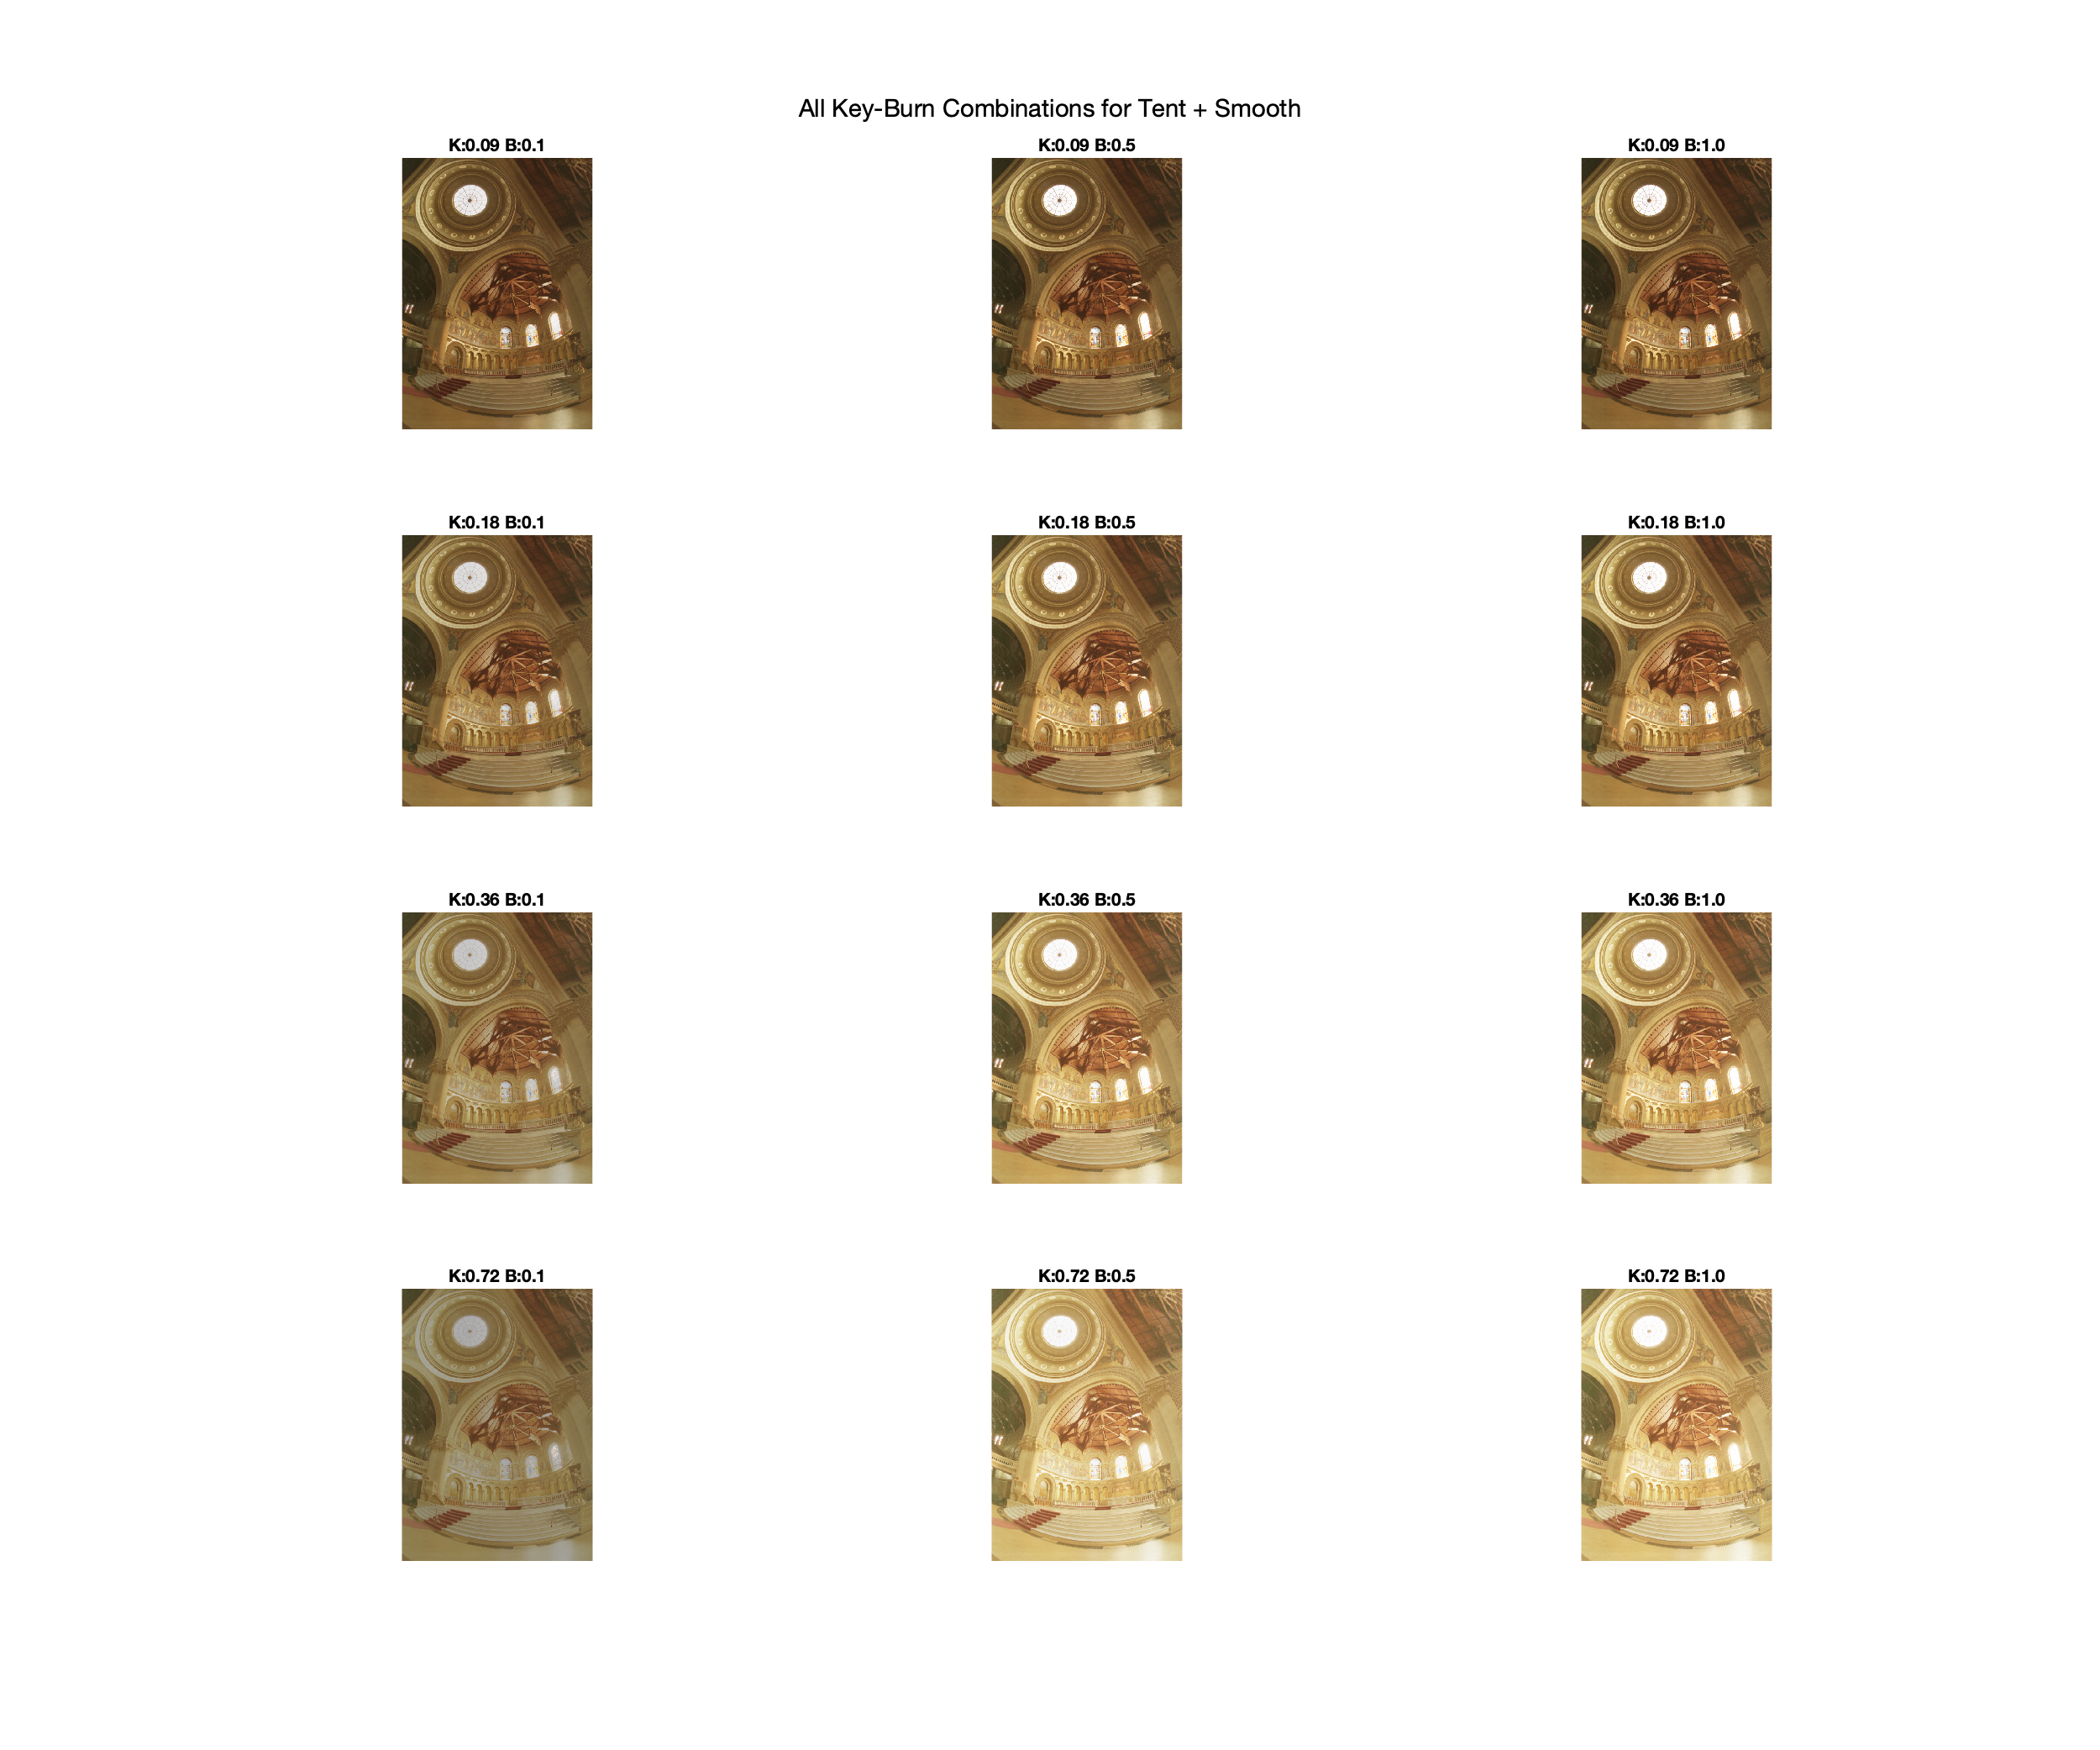 All Key-Burn Combinations for Tent + Smooth
K:0.09 B:0.1
K:0.09 B:0.5
K:0.09 B:1.0
K:0.18 B:0.1
K:0.18 B:0.5
K:0.18 B:1.0
K:0.36 B:0.1
K:0.36 B:0.5
K:0.36 B:1.0
K:0.72 B:0.1
K:0.72 B:0.5
K:0.72 B:1.0